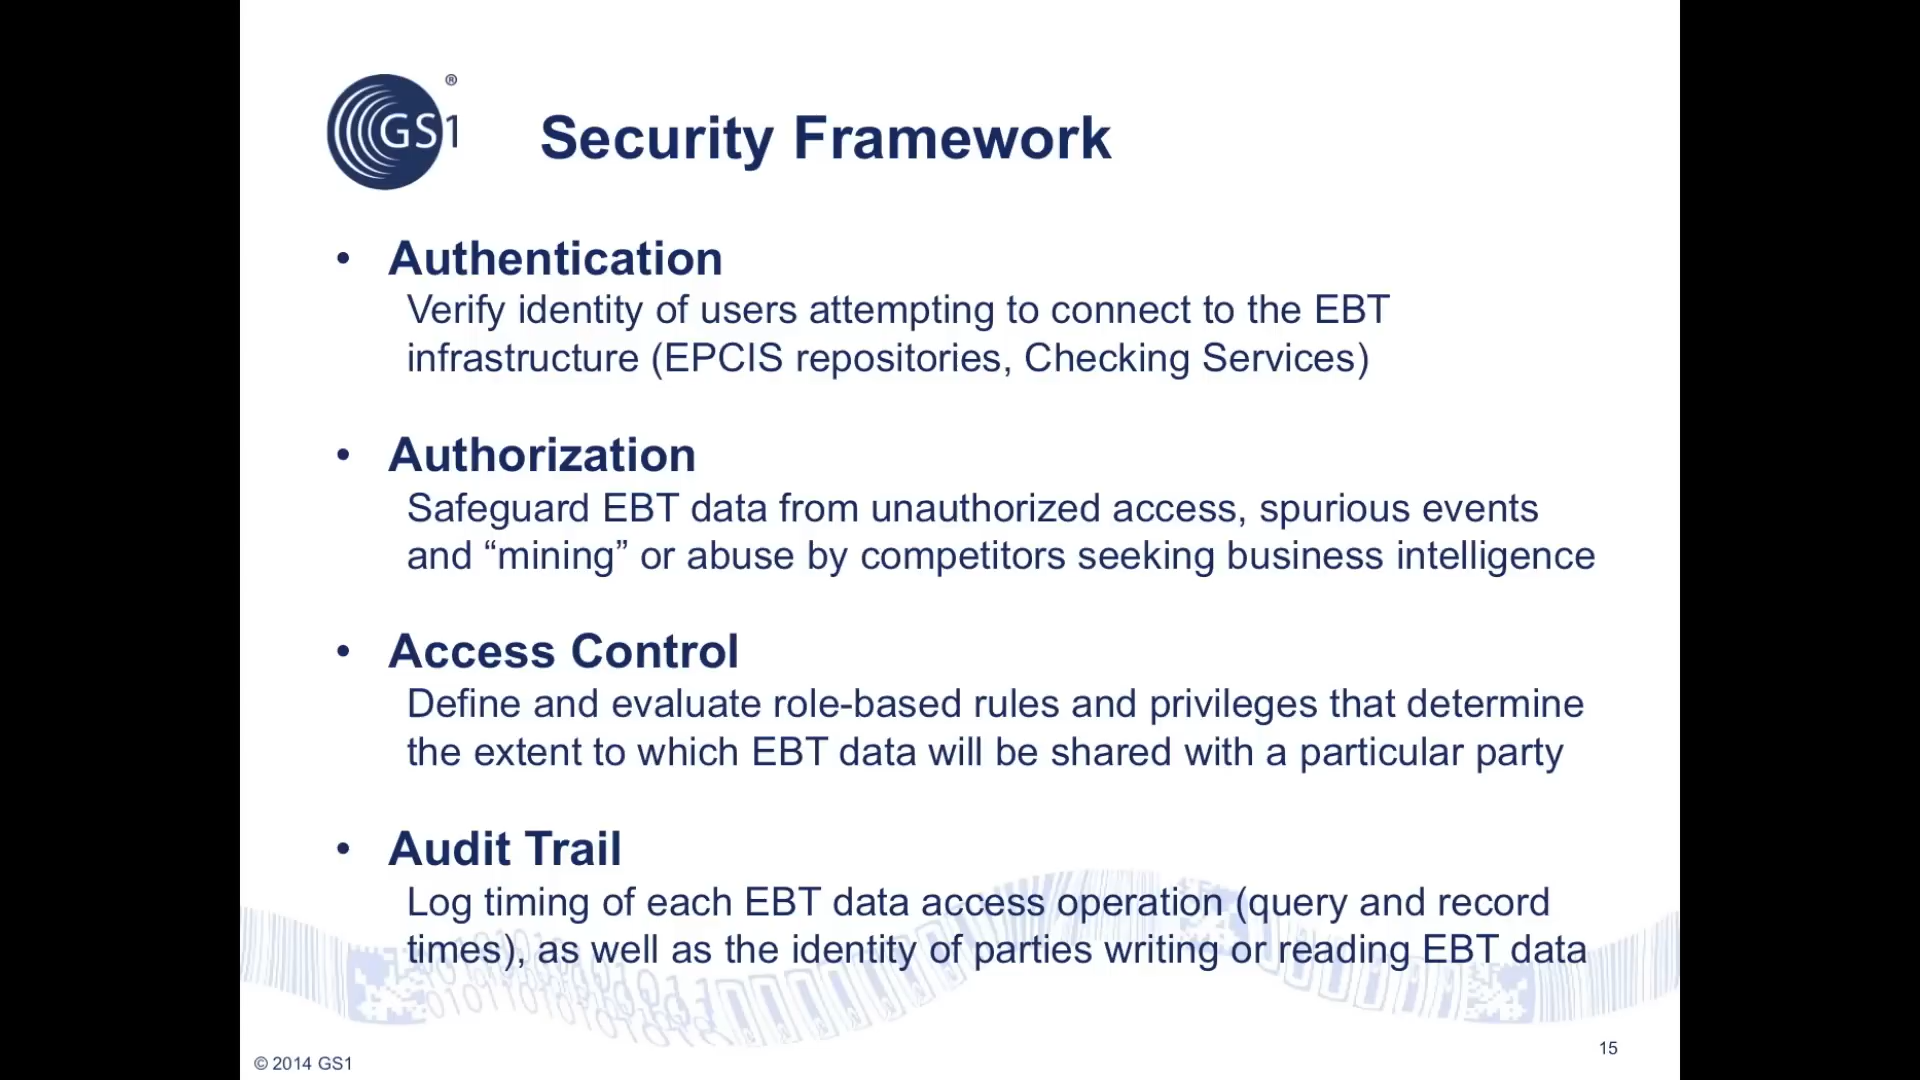 GS1 ®
Security Framework
• Authentication
Verify identity of users attempting to connect to the EBT
infrastructure (EPCIS repositories, Checking Services)
• Authorization
Safeguard EBT data from unauthorized access, spurious events
and “mining” or abuse by competitors seeking business intelligence
• Access Control
Define and evaluate role-based rules and privileges that determine
the extent to which EBT data will be shared with a particular party
• Audit Trail
Log timing of each EBT data access operation (query and record
times), as well as the identity of parties writing or reading EBT data
15
© 2014 GS1